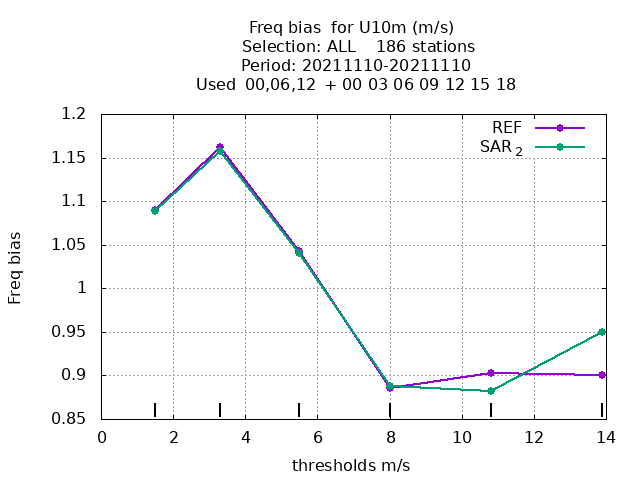 Freq bias  for U10m (m/s)
Selection: ALL    186 stations
Period: 20211110-20211110
Used  00,06,12  + 00 03 06 09 12 15 18
REF
SAR 2
1.2
1.15
1.1
1.05
1
0.95
0.9
0.85
Freq bias
0 2 4 6 8 10 12 14
thresholds m/s